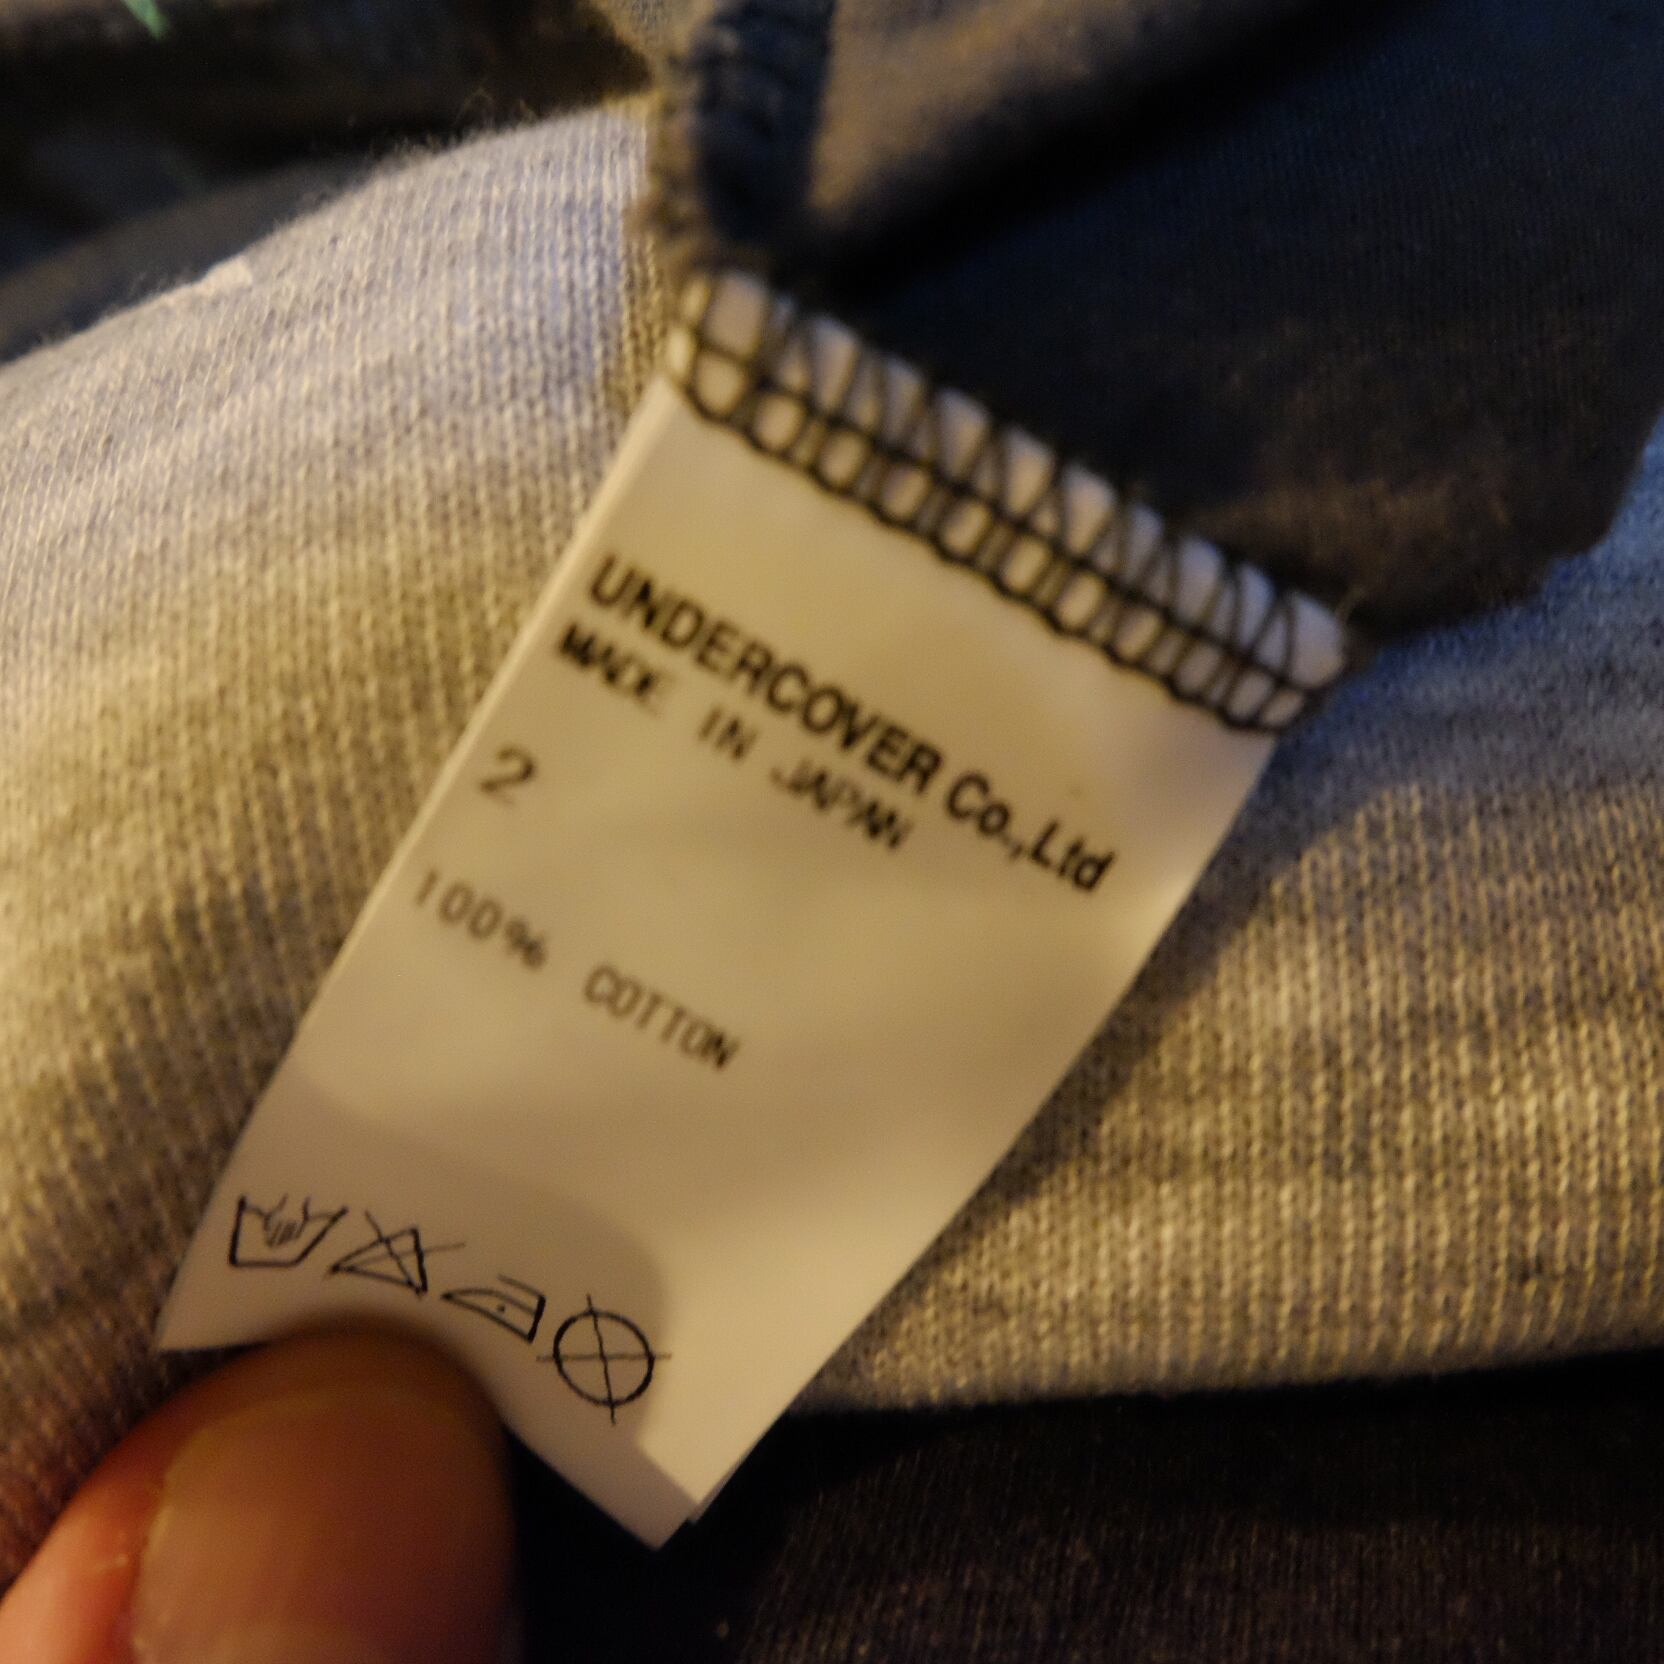 UNDERCOVER Co.,Ltd
MADE IN JAPAN
2
100% COTTON